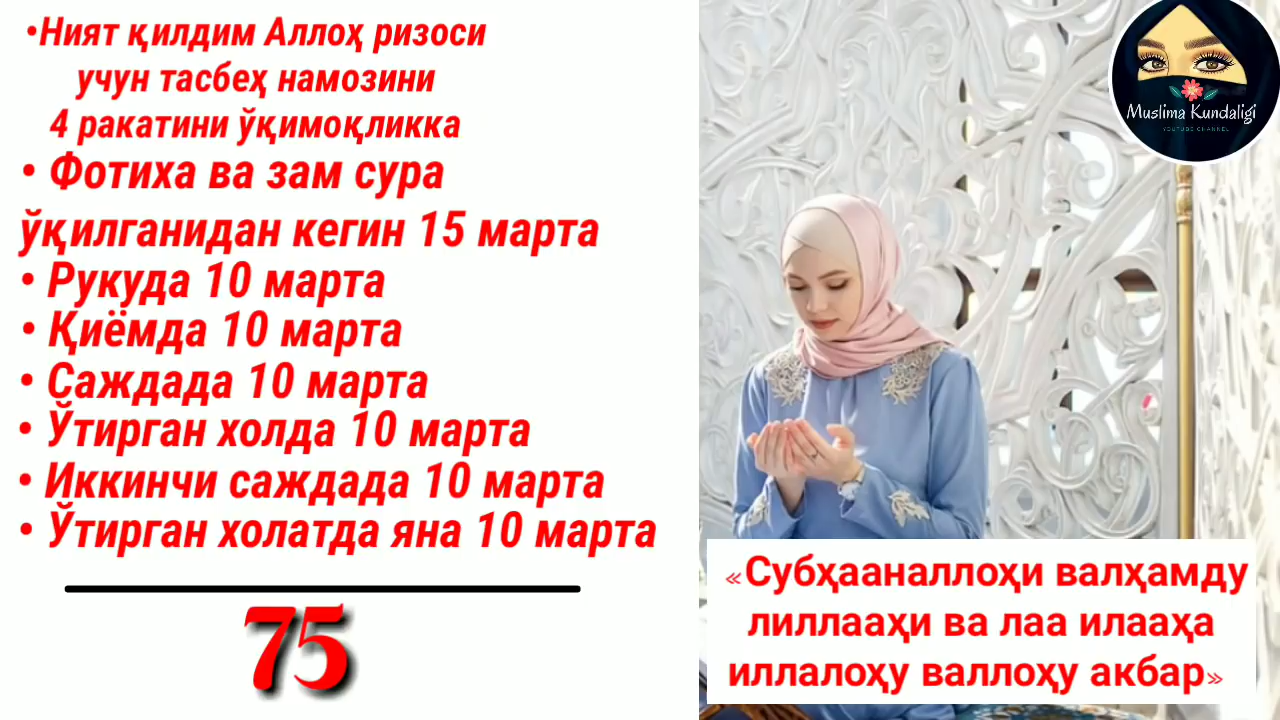 •Ният қилдим Аллоҳ ризоси
учун тасбеҳ намозини
4 ракатини ўқимоқликка
• Фотиха ва зам сура
ўқилганидан кегин 15 марта
• Рукуда 10 марта
• Қиёмда 10 марта
• Саждада 10 марта
• Ўтирган холда 10 марта
• Иккинчи саждада 10 марта
• Ўтирган холатда яна 10 марта
75
Muslima Kundaligi
YOUTUBE CHANNEL
«Субҳааналлоҳи валҳамду
лиллааҳи ва лаа илааҳа
иллалоҳу валлоҳу акбар»